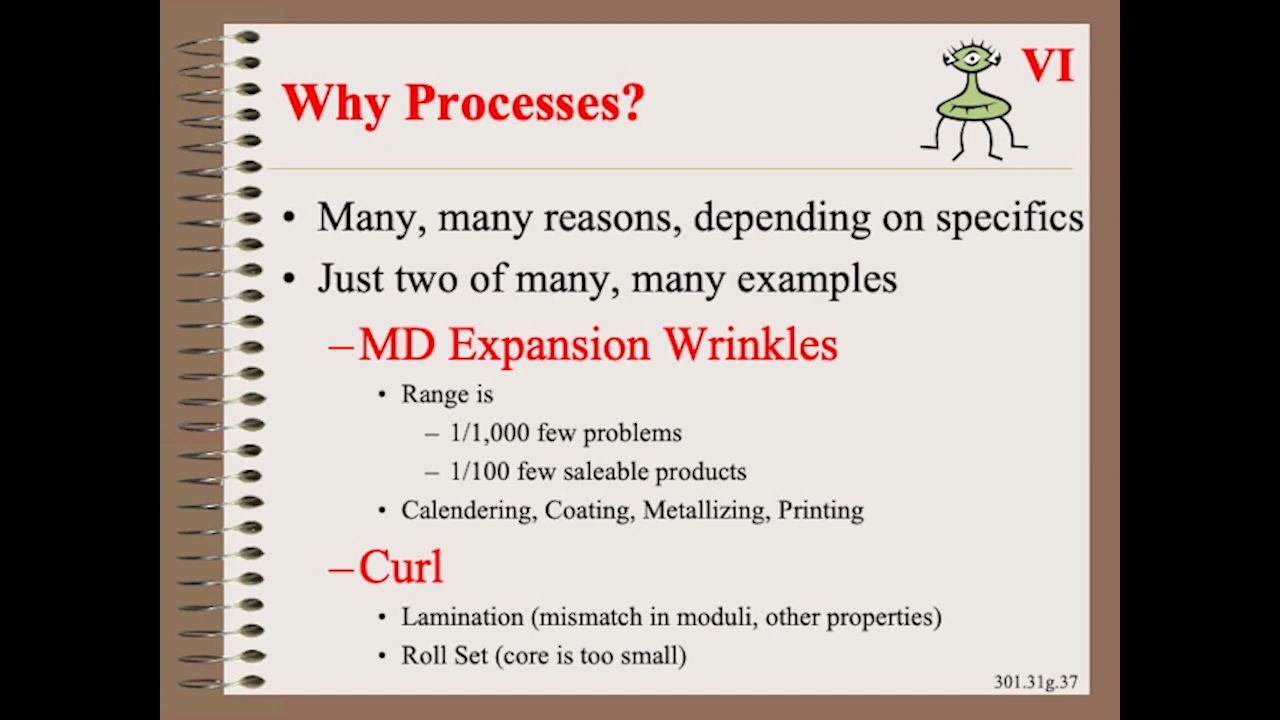 VI
Why Processes?
• Many, many reasons, depending on specifics
• Just two of many, many examples
–MD Expansion Wrinkles
• Range is
– 1/1,000 few problems
– 1/100 few saleable products
• Calendering, Coating, Metallizing, Printing
–Curl
• Lamination (mismatch in moduli, other properties)
• Roll Set (core is too small)
301.31g.37